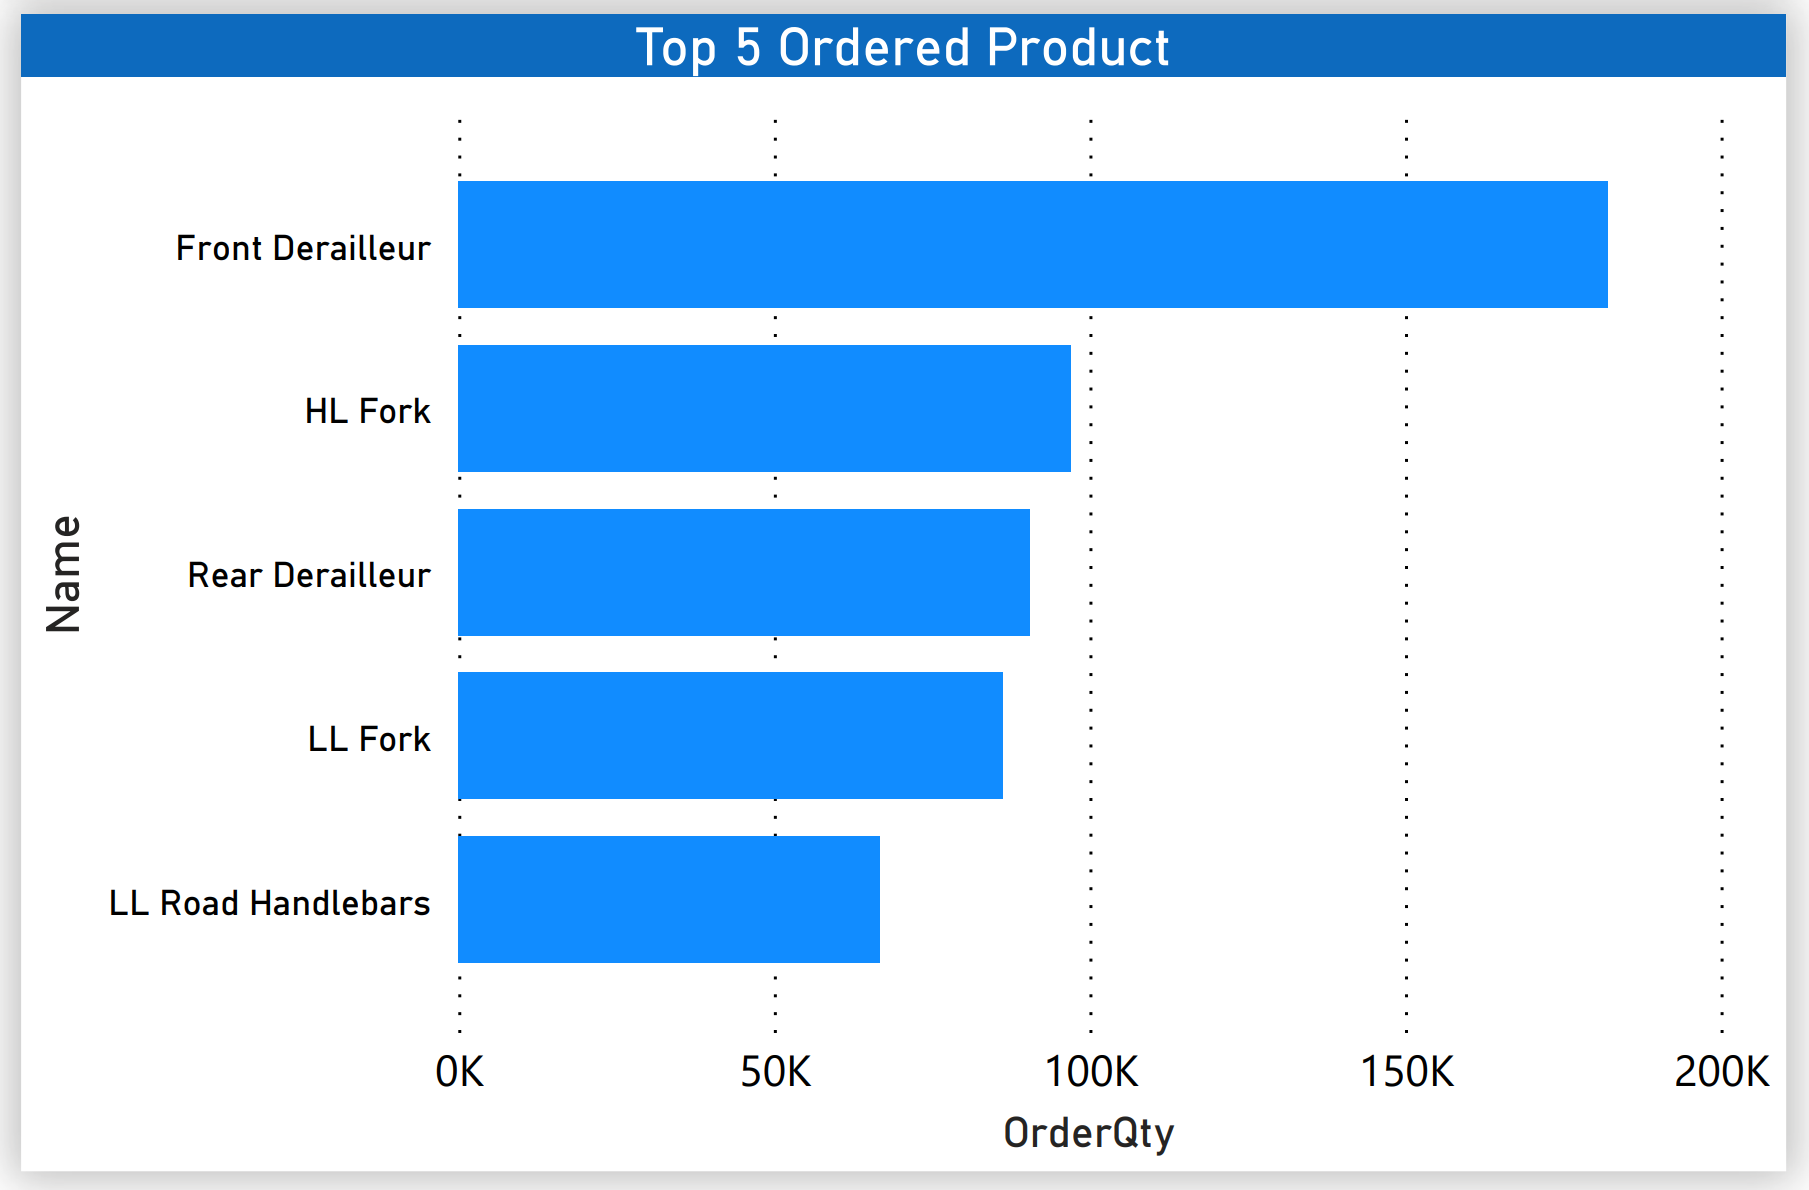 Top 5 Ordered Product
Front Derailleur
HL Fork
Rear Derailleur
LL Fork
LL Road Handlebars
Name
0K 50K 100K 150K 200K
OrderQty